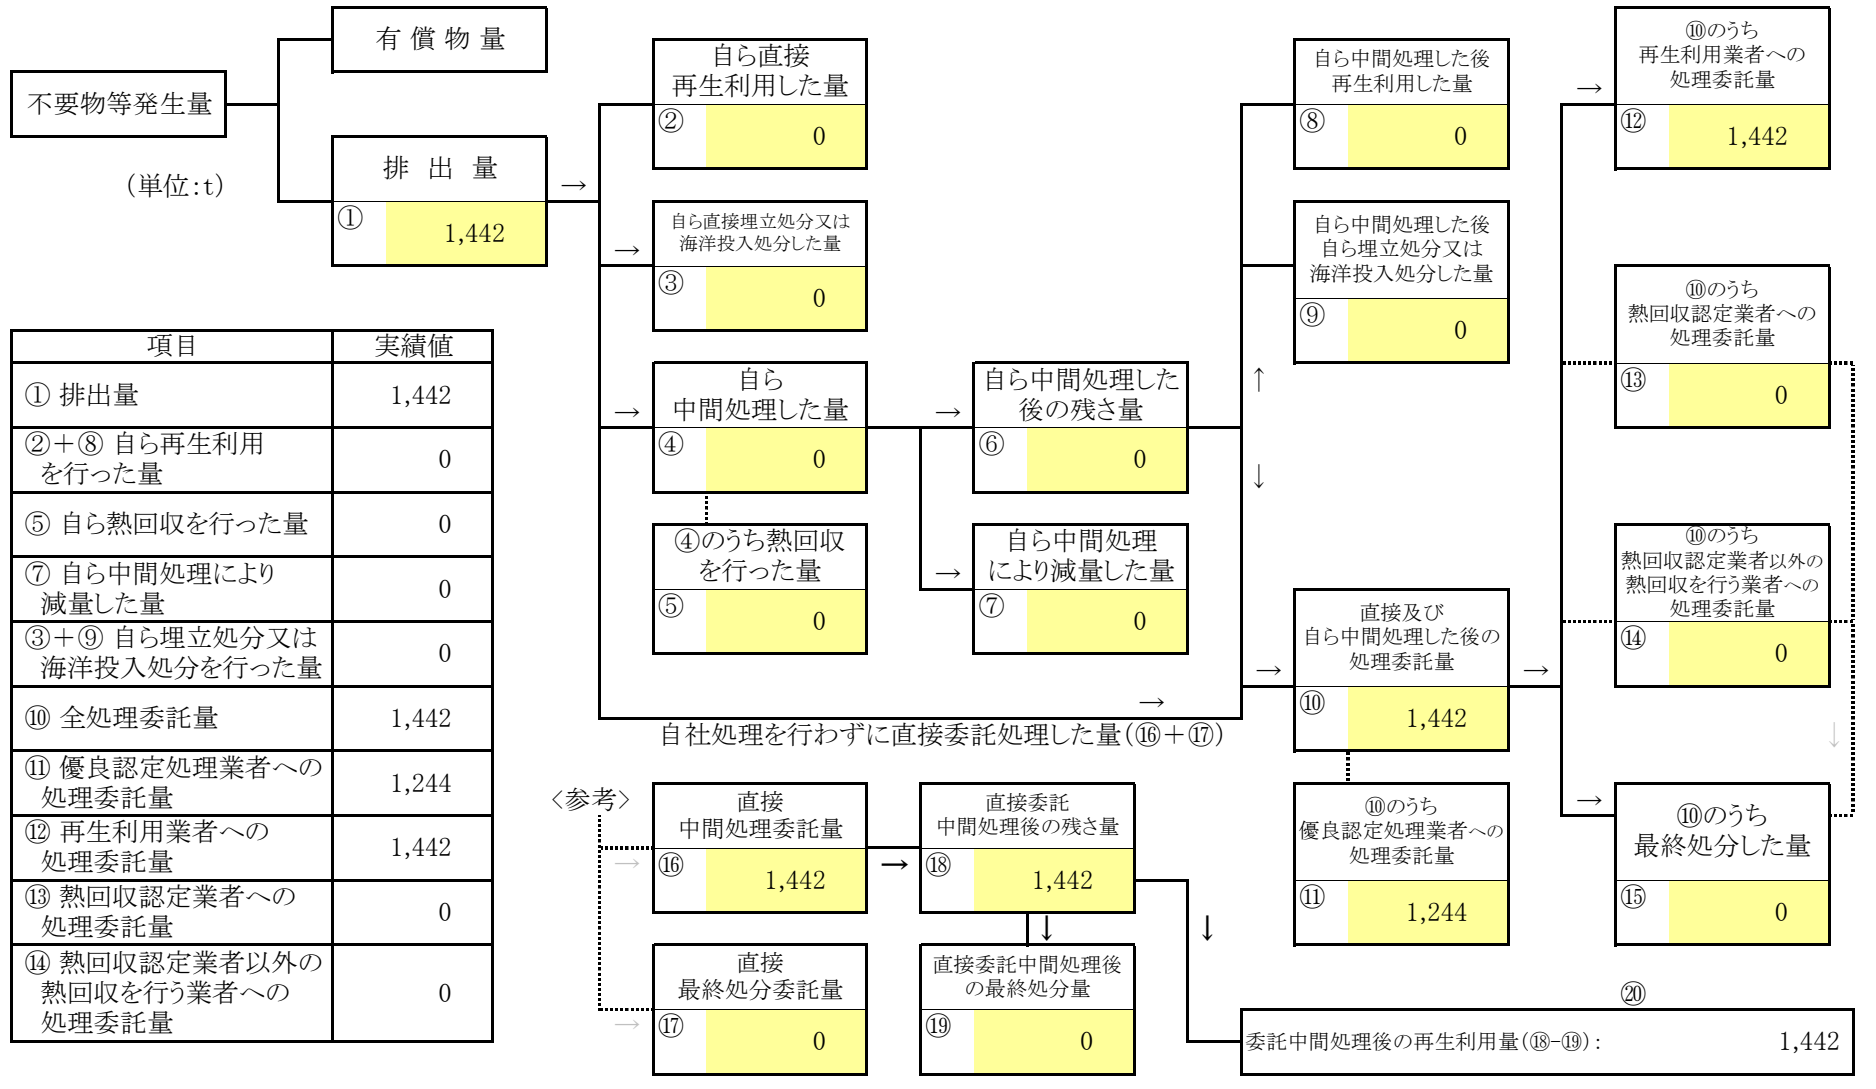 有 償 物 量
不要物等発生量
(単位:t)
排 出 量
→
① 1,442
自ら直接
再生利用した量
② 0
自ら直接埋立処分又は
海洋投入処分した量
→
③ 0
自ら
中間処理した量
→
④ 0
④のうち熱回収
を行った量
⑤ 0
自ら中間処理した
後の残さ量
→
⑥ 0
自ら中間処理
により減量した量
→
⑦ 0
自ら中間処理した後
再生利用した量
⑧ 0
自ら中間処理した後
自ら埋立処分又は
海洋投入処分した量
⑨ 0
↑
↓
直接及び
自ら中間処理した後の
処理委託量
→
⑩ 1,442
→
自社処理を行わずに直接委託処理した量(⑯+⑰)
⑩のうち
優良認定処理業者への
処理委託量
⑪ 1,244
→
⑩のうち
再生利用業者への
処理委託量
→
⑫ 1,442
⑩のうち
熱回収認定業者への
処理委託量
⑬ 0
⑩のうち
熱回収認定業者以外の
熱回収を行う業者への
処理委託量
⑭ 0
↓
⑩のうち
最終処分した量
→
⑮ 0
項目 実績値
① 排出量 1,442
②+⑧ 自ら再生利用
を行った量 0
⑤ 自ら熱回収を行った量 0
⑦ 自ら中間処理により
減量した量 0
③+⑨ 自ら埋立処分又は
海洋投入処分を行った量 0
⑩ 全処理委託量 1,442
⑪ 優良認定処理業者への
処理委託量 1,244
⑫ 再生利用業者への
処理委託量 1,442
⑬ 熱回収認定業者への
処理委託量 0
⑭ 熱回収認定業者以外の
熱回収を行う業者への
処理委託量 0
<参考>
直接
中間処理委託量
→
⑯ 1,442
直接
最終処分委託量
→
⑰ 0
直接委託
中間処理後の残さ量
→
⑱ 1,442
↓
直接委託中間処理後
の最終処分量
⑲ 0
↓
⑳
委託中間処理後の再生利用量(⑱-⑲): 1,442